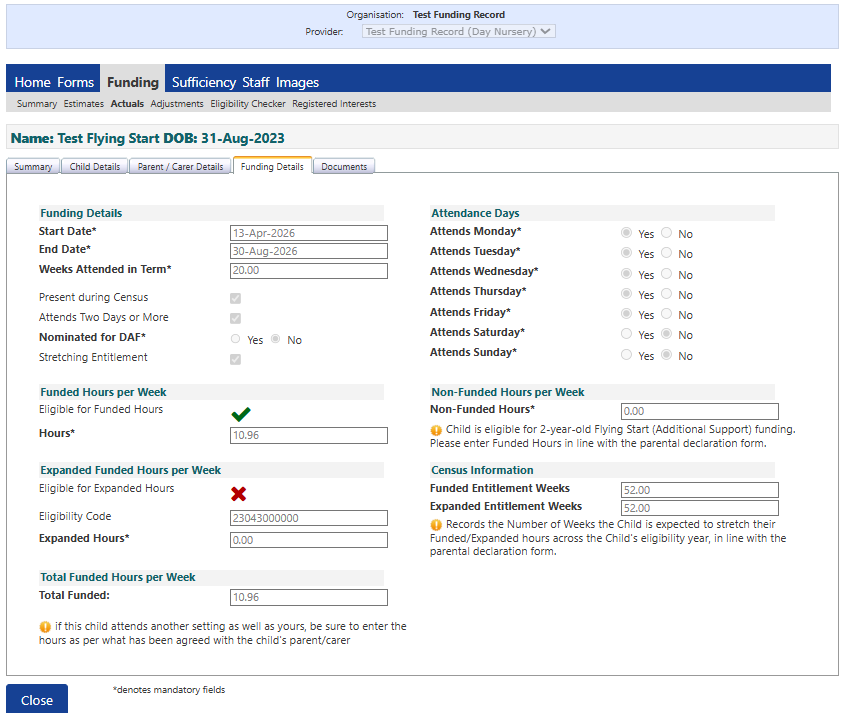 Organisation: Test Funding Record
Provider: Test Funding Record (Day Nursery)
Home Forms Funding Sufficiency Staff Images
Summary Estimates Actuals Adjustments Eligibility Checker Registered Interests
Name: Test Flying Start DOB: 31-Aug-2023
Summary Child Details Parent / Carer Details Funding Details Documents
Funding Details
Start Date* 13-Apr-2026
End Date* 30-Aug-2026
Weeks Attended in Term* 20.00
Present during Census
Attends Two Days or More
Nominated for DAF* Yes No
Stretching Entitlement
Attendance Days
Attends Monday* Yes No
Attends Tuesday* Yes No
Attends Wednesday* Yes No
Attends Thursday* Yes No
Attends Friday* Yes No
Attends Saturday* Yes No
Attends Sunday* Yes No
Funded Hours per Week
Eligible for Funded Hours
Hours* 10.96
Non-Funded Hours per Week
Non-Funded Hours* 0.00
Child is eligible for 2-year-old Flying Start (Additional Support) funding.
Please enter Funded Hours in line with the parental declaration form.
Expanded Funded Hours per Week
Eligible for Expanded Hours
Eligibility Code 23043000000
Expanded Hours* 0.00
Census Information
Funded Entitlement Weeks 52.00
Expanded Entitlement Weeks 52.00
Records the Number of Weeks the Child is expected to stretch their
Funded/Expanded hours across the Child's eligibility year, in line with the
parental declaration form.
Total Funded Hours per Week
Total Funded: 10.96
if this child attends another setting as well as yours, be sure to enter the
hours as per what has been agreed with the child's parent/carer
Close
*denotes mandatory fields